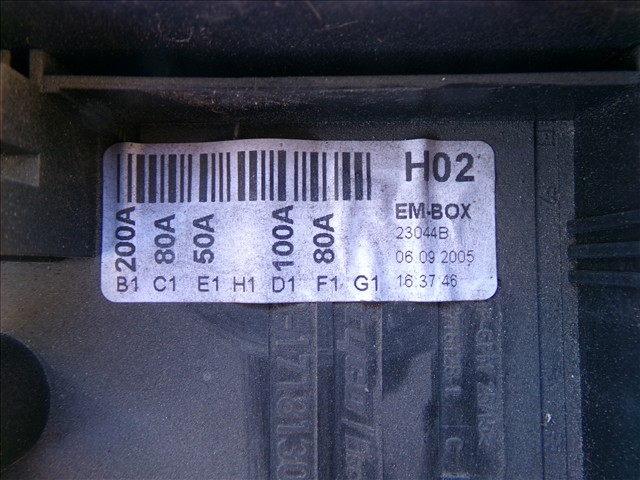 H02
EM-BOX
23044B
06.09.2005
16:37:46
200A 80A 50A 100A 80A
B1 C1 E1 H1 D1 F1 G1